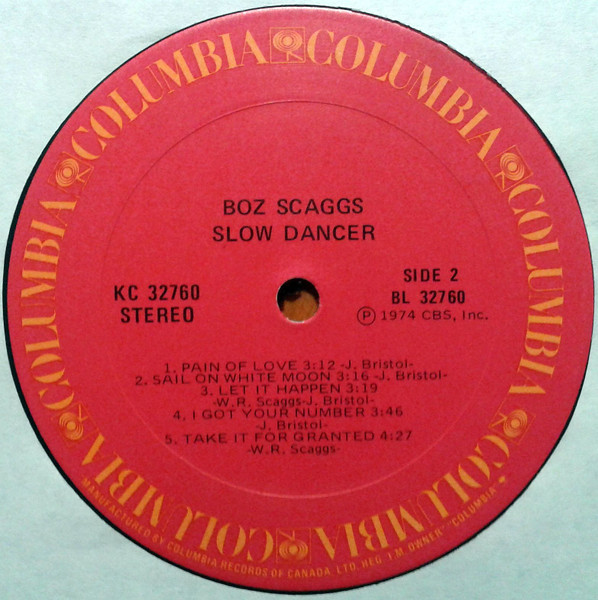 COLUMBIA COLUMBIA COLUMBIA COLUMBIA COLUMBIA COLUMBIA COLUMBIA
BOZ SCAGGS
SLOW DANCER
KC 32760
STEREO
SIDE 2
BL 32760
Ⓟ 1974 CBS, Inc.
1. PAIN OF LOVE 3:12 -J. Bristol-
2. SAIL ON WHITE MOON 3:16 -J. Bristol-
3. LET IT HAPPEN 3:19
-W.R. Scaggs-J. Bristol-
4. I GOT YOUR NUMBER 3:46
-J. Bristol-
5. TAKE IT FOR GRANTED 4:27
-W.R. Scaggs-
MANUFACTURED BY COLUMBIA RECORDS OF CANADA, LTD. REG. T.M. OWNER "COLUMBIA"